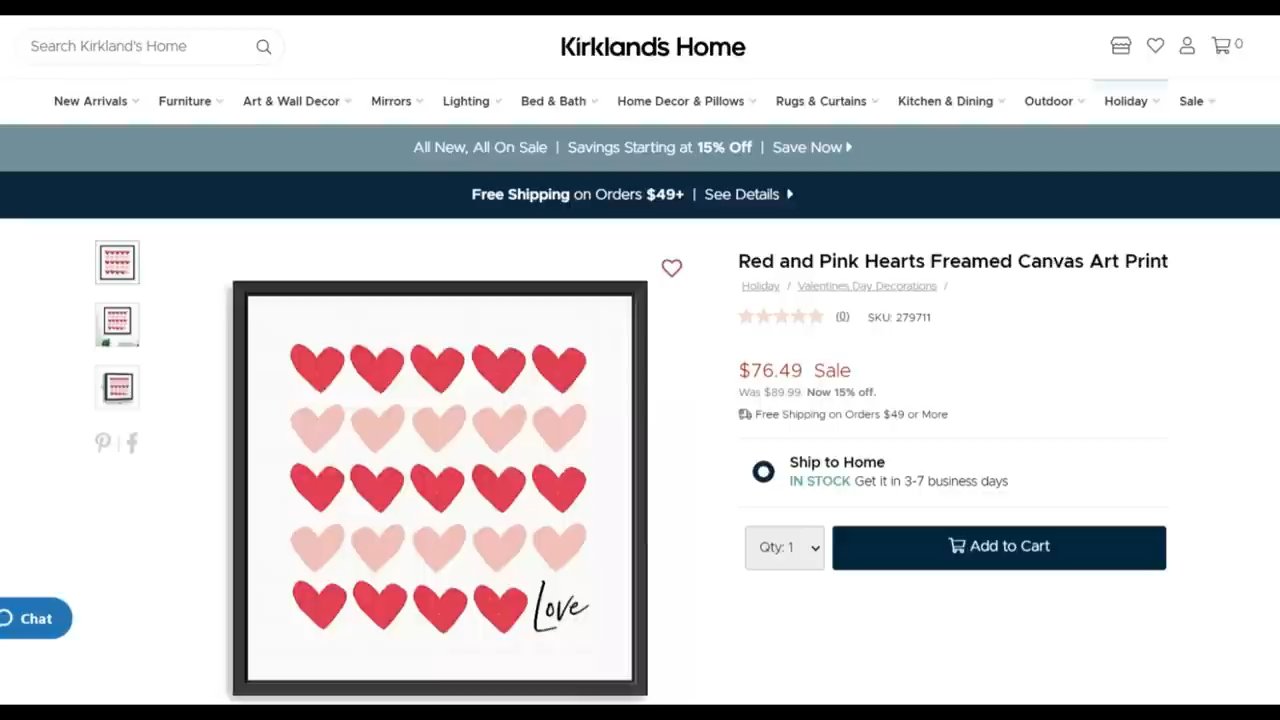 Search Kirkland's Home
Kirkland's Home
0
New Arrivals Furniture Art & Wall Decor Mirrors Lighting Bed & Bath Home Decor & Pillows Rugs & Curtains Kitchen & Dining Outdoor Holiday Sale
All New, All On Sale | Savings Starting at 15% Off | Save Now
Free Shipping on Orders $49+ | See Details
Red and Pink Hearts Freamed Canvas Art Print
Holiday / Valentines Day Decorations /
(0) SKU: 279711
$76.49 Sale
Was $89.99 Now 15% off.
Free Shipping on Orders $49 or More
Ship to Home
IN STOCK Get it in 3-7 business days
Qty: 1
Add to Cart
Love
Chat